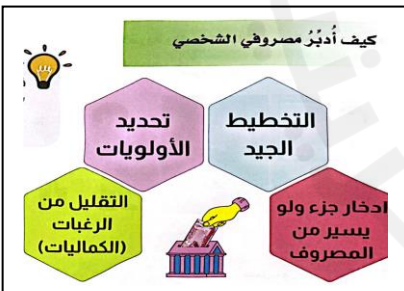 كيف أُدبِّرُ مصروفي الشخصي
التخطيط
الجيد
تحديد
الأولويات
ادخار جزء ولو
يسير من
المصروف
التقليل من
الرغبات
(الكماليات)